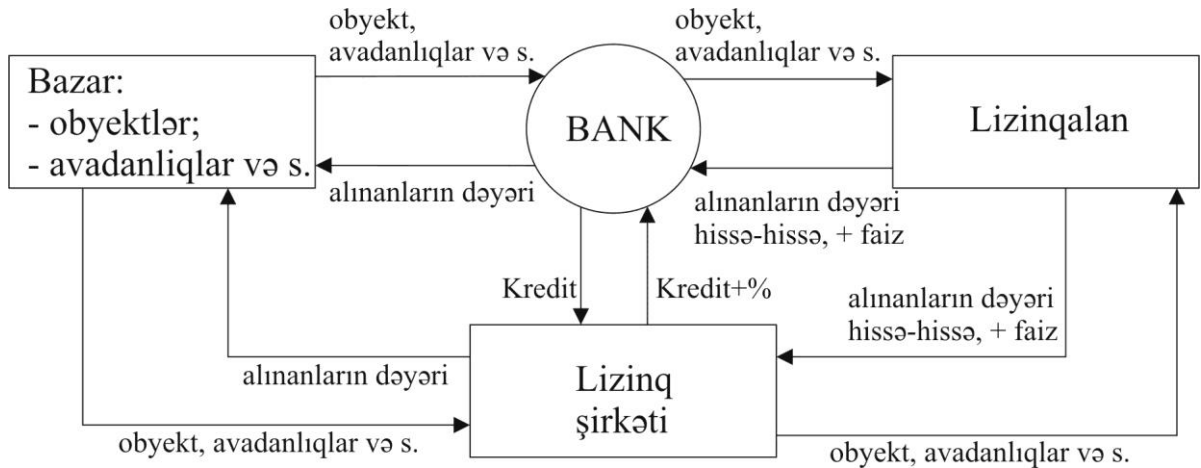 obyekt,
avadanlıqlar və s.
obyekt,
avadanlıqlar və s.
Bazar:
- obyektlər;
- avadanliqlar və s.
BANK
Lizinqalan
alınanların dəyəri
alınanların dəyəri
hissə-hissə, + faiz
Kredit
Kredit+%
alınanların dəyəri
hissə-hissə, + faiz
alınanların dəyəri
Lizinq
şirkəti
obyekt, avadanlıqlar və s.
obyekt, avadanlıqlar və s.